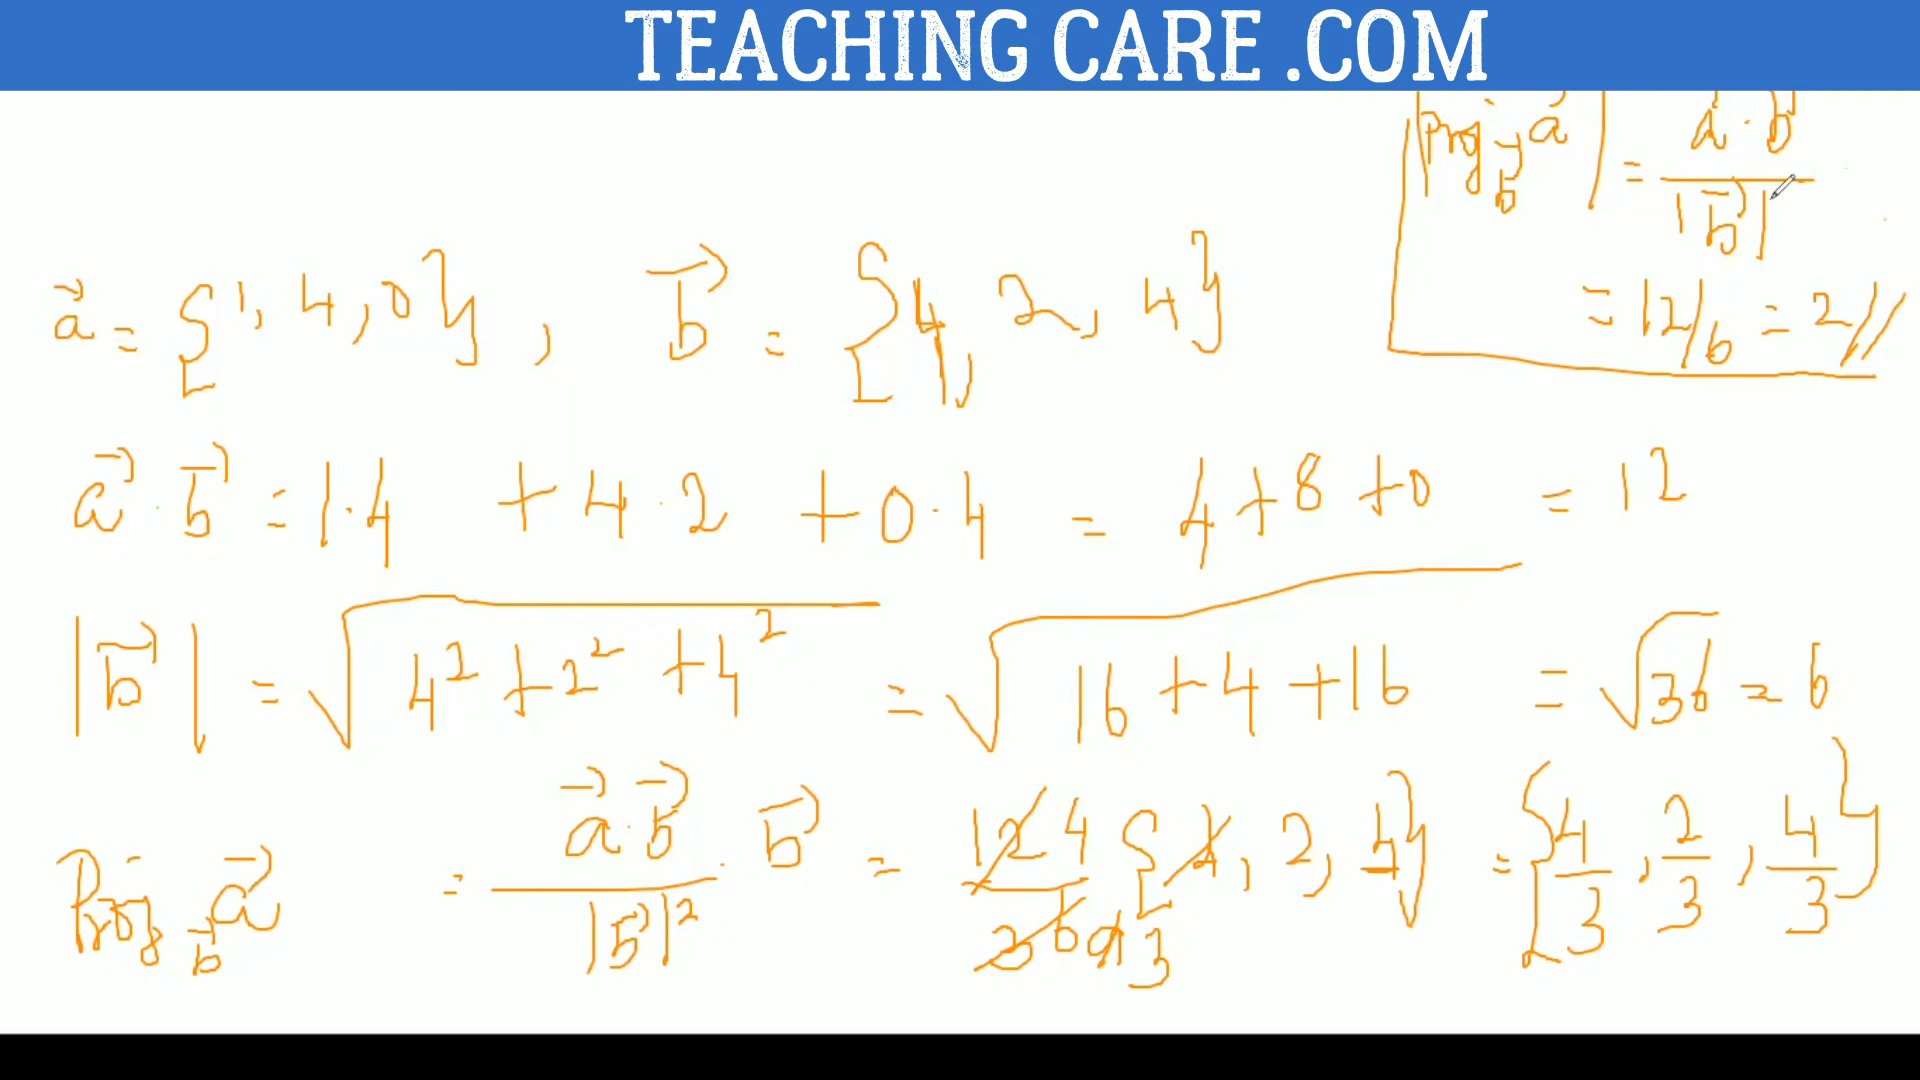 TEACHING CARE .COM
|Proj_b⃗ a⃗| = a⃗ · b⃗ / |b⃗|
= 12/6 = 2 //
a⃗ = {1, 4, 0}, b⃗ = {4, 2, 4}
a⃗ · b⃗ = 1·4 + 4·2 + 0·4 = 4 + 8 + 0 = 12
|b⃗| = √(4² + 2² + 4²) = √(16 + 4 + 16) = √36 = 6
Proj_b⃗ a⃗ = a⃗ · b⃗ / |b⃗|² · b⃗ = 12 4 / 36 3 {4, 2, 4} = {4/3, 2/3, 4/3}